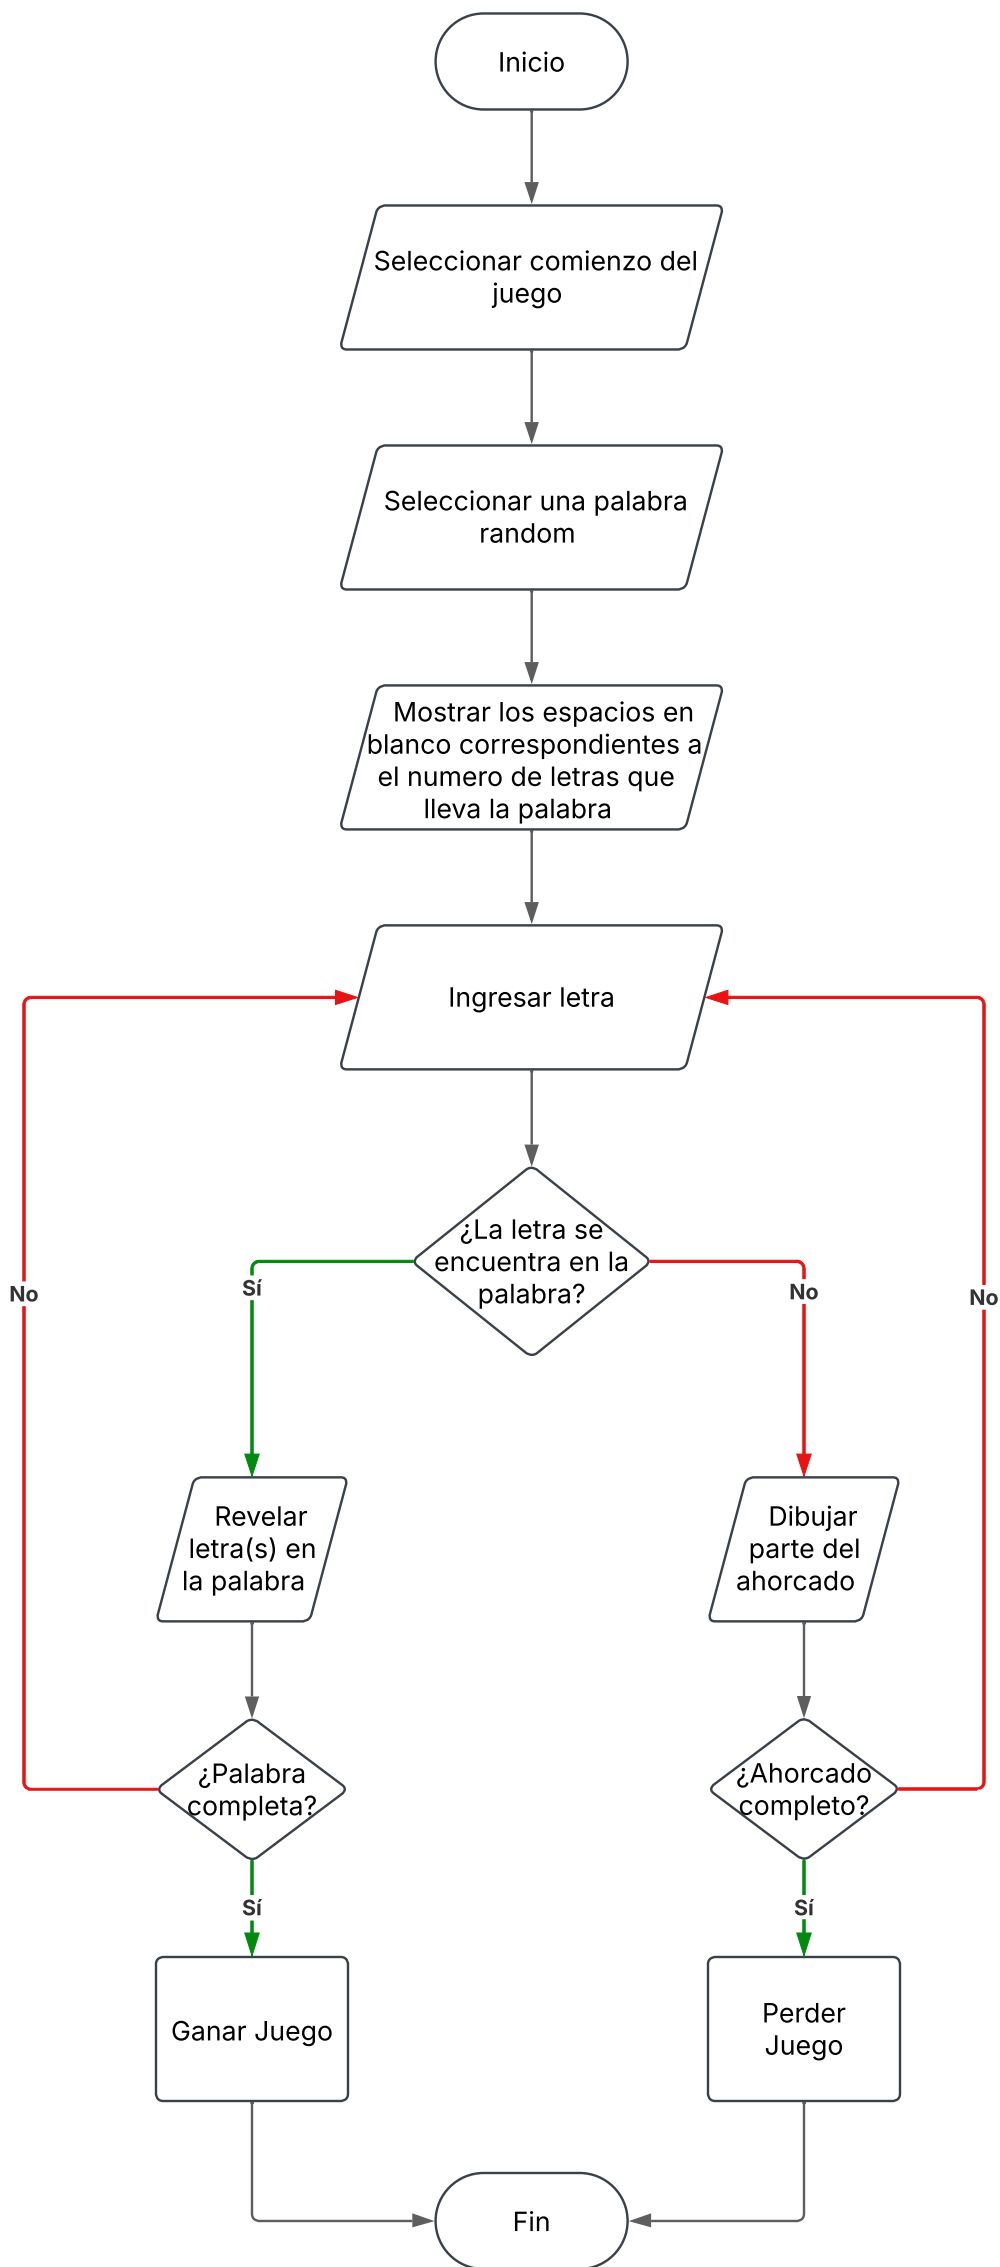 Inicio
Seleccionar comienzo del
juego
Seleccionar una palabra
random
Mostrar los espacios en
blanco correspondientes a
el numero de letras que
lleva la palabra
Ingresar letra
¿La letra se
encuentra en la
palabra?
Sí
No
No
No
Revelar
letra(s) en
la palabra
Dibujar
parte del
ahorcado
¿Palabra
completa?
¿Ahorcado
completo?
Sí
Sí
Ganar Juego
Perder
Juego
Fin